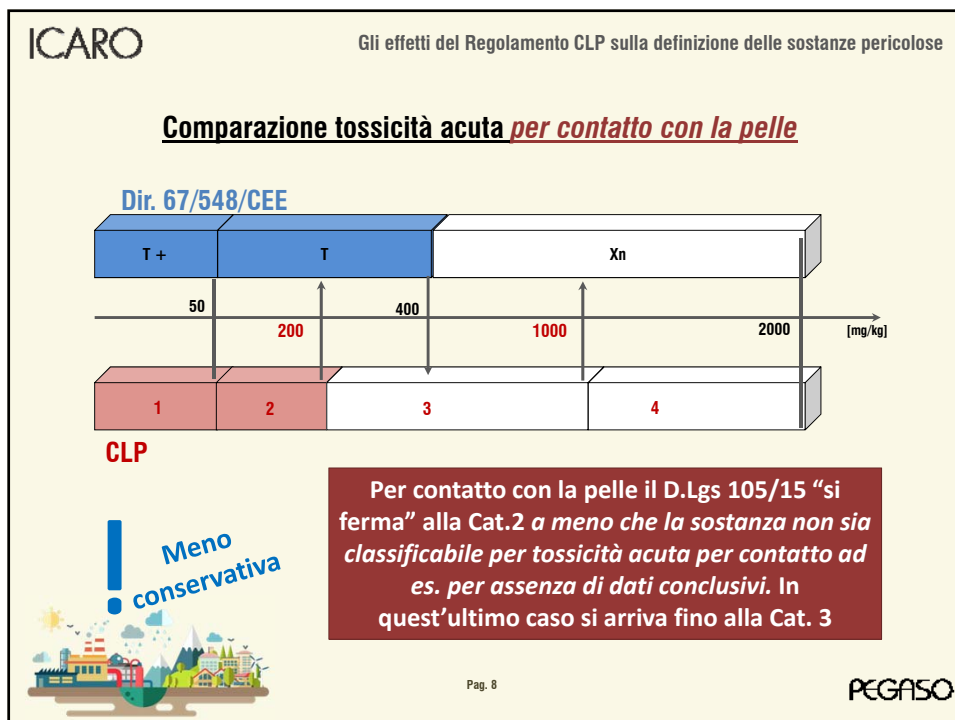 ICARO
Gli effetti del Regolamento CLP sulla definizione delle sostanze pericolose
Comparazione tossicità acuta per contatto con la pelle
Dir. 67/548/CEE
T +
T
Xn
50
200
400
1000
2000
[mg/kg]
1
2
3
4
CLP
! Meno
conservativa
Per contatto con la pelle il D.Lgs 105/15 “si
ferma” alla Cat.2 a meno che la sostanza non sia
classificabile per tossicità acuta per contatto ad
es. per assenza di dati conclusivi. In
quest’ultimo caso si arriva fino alla Cat. 3
Pag. 8
PEGASO